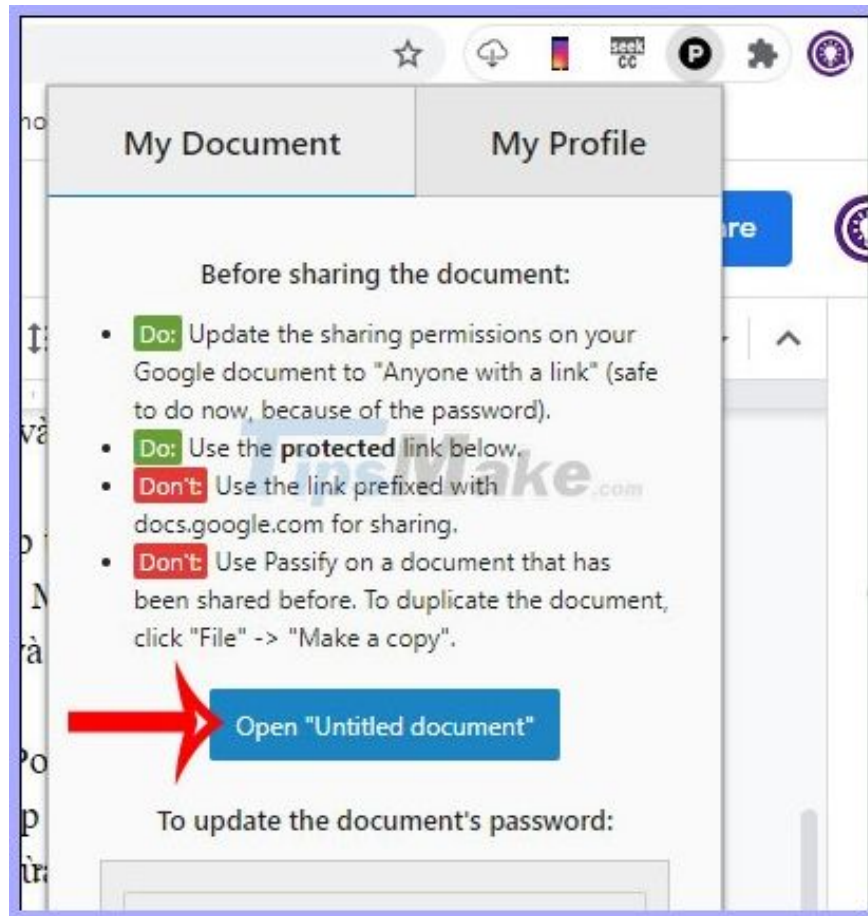 seek
CC
P
My Document
My Profile
Before sharing the document:
• Do: Update the sharing permissions on your
Google document to "Anyone with a link" (safe
to do now, because of the password).
• Do: Use the protected link below.
• Don't: Use the link prefixed with
docs.google.com for sharing.
• Don't: Use Passify on a document that has
been shared before. To duplicate the document,
click "File" -> "Make a copy".
TipsMake.com
Open "Untitled document"
To update the document's password: